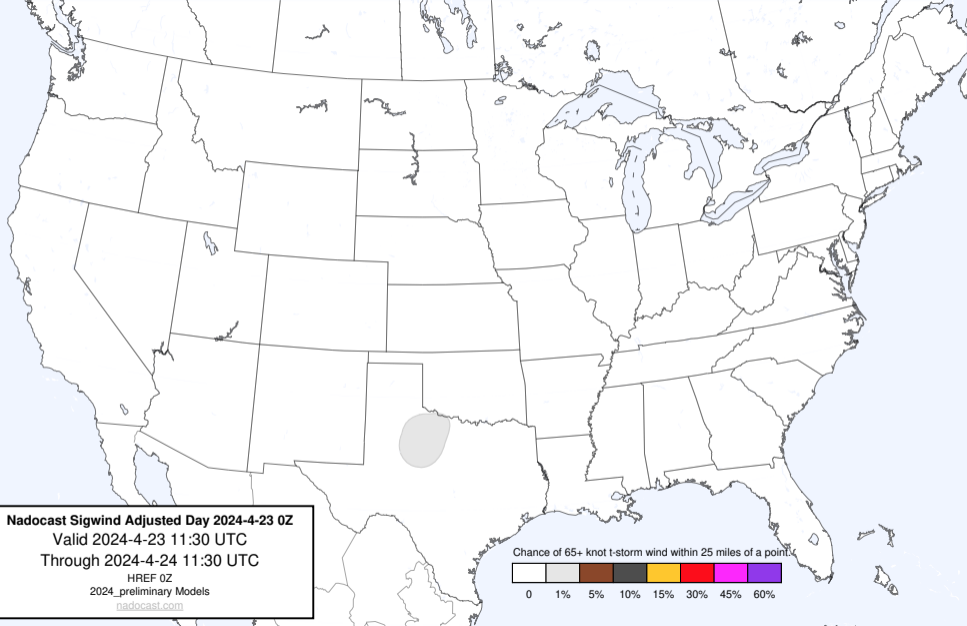 Nadocast Sigwind Adjusted Day 2024-4-23 0Z
Valid 2024-4-23 11:30 UTC
Through 2024-4-24 11:30 UTC
HREF 0Z
2024_preliminary Models
nadocast.com
Chance of 65+ knot t-storm wind within 25 miles of a point.
0 1% 5% 10% 15% 30% 45% 60%